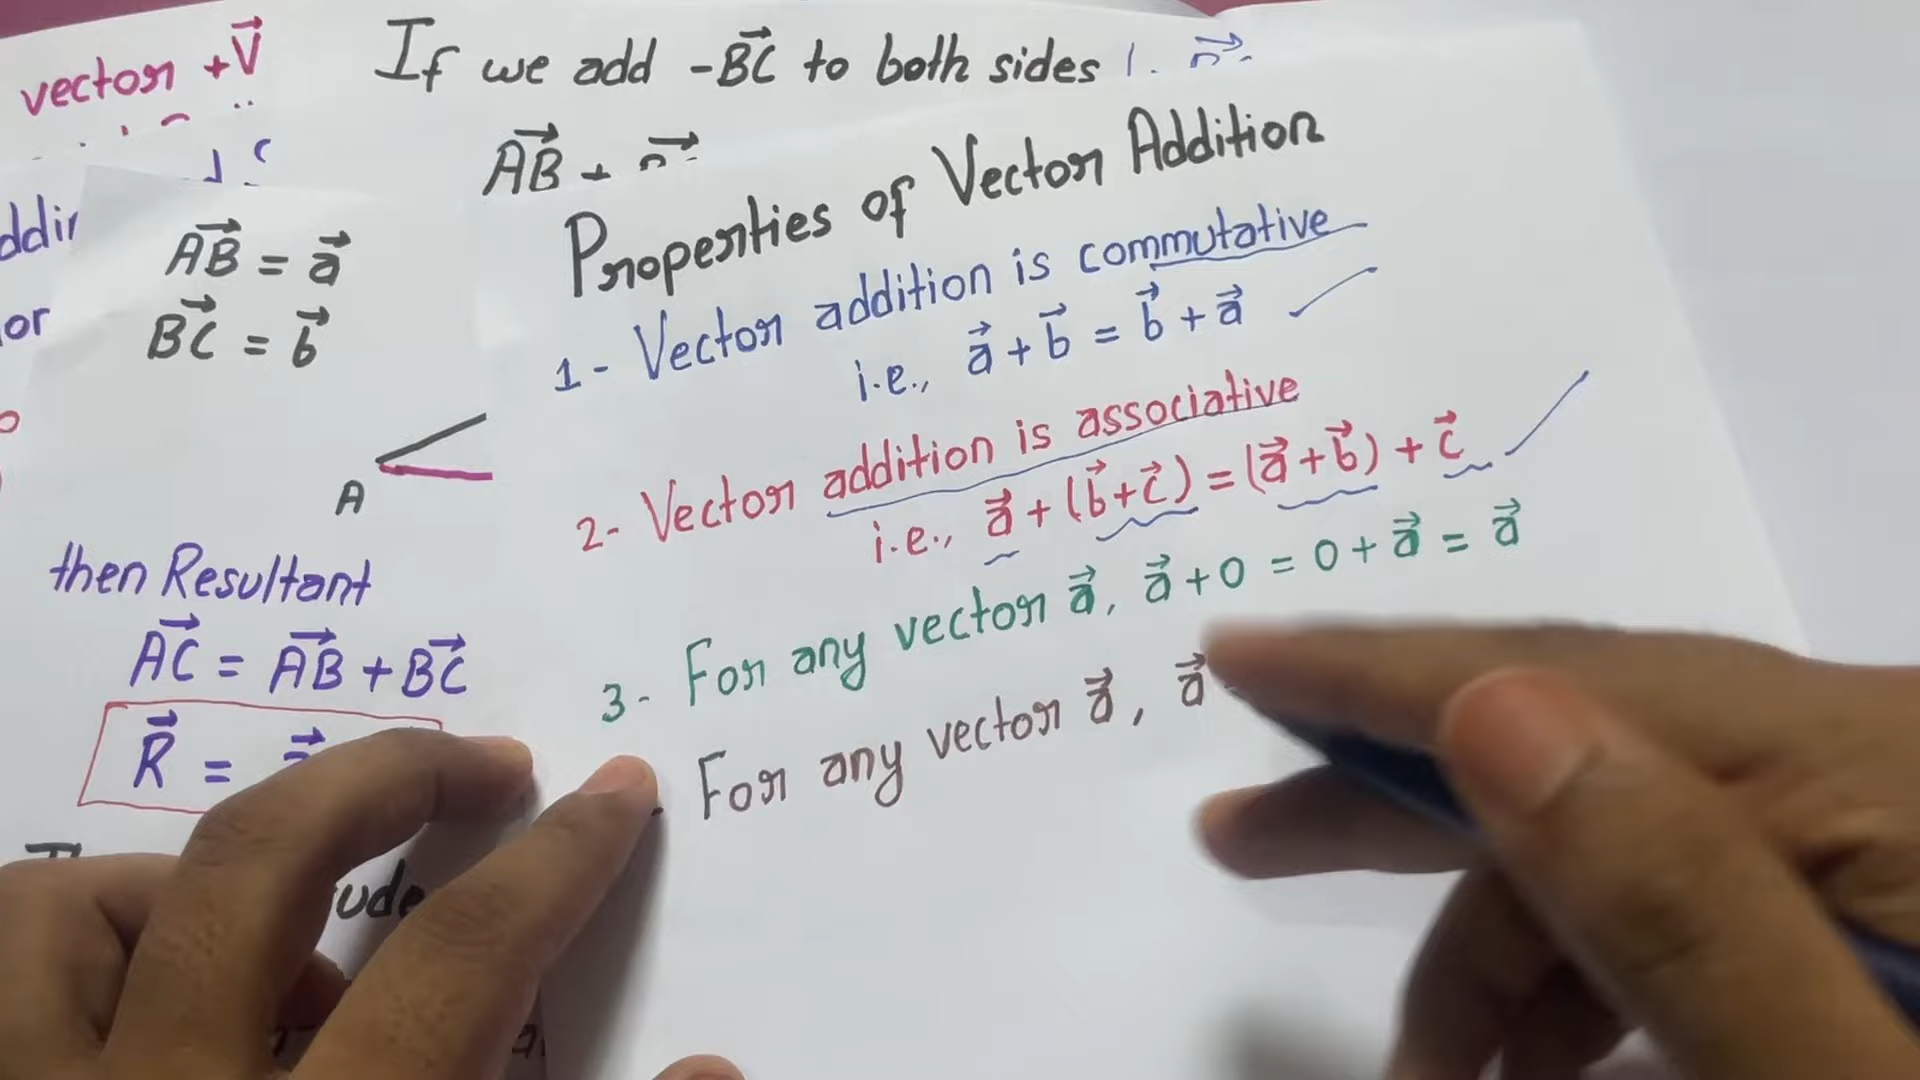 vector +V⃗
If we add -BC⃗ to both sides
AB⃗ +
AB⃗ = a⃗
BC⃗ = b⃗
A
then Resultant
AC⃗ = AB⃗ + BC⃗
R⃗ =
Properties of Vector Addition
1- Vector addition is commutative
i.e., a⃗ + b⃗ = b⃗ + a⃗
2- Vector addition is associative
i.e., a⃗ + (b⃗ + c⃗) = (a⃗ + b⃗) + c⃗
3- For any vector a⃗, a⃗ + 0 = 0 + a⃗ = a⃗
For any vector a⃗, a⃗